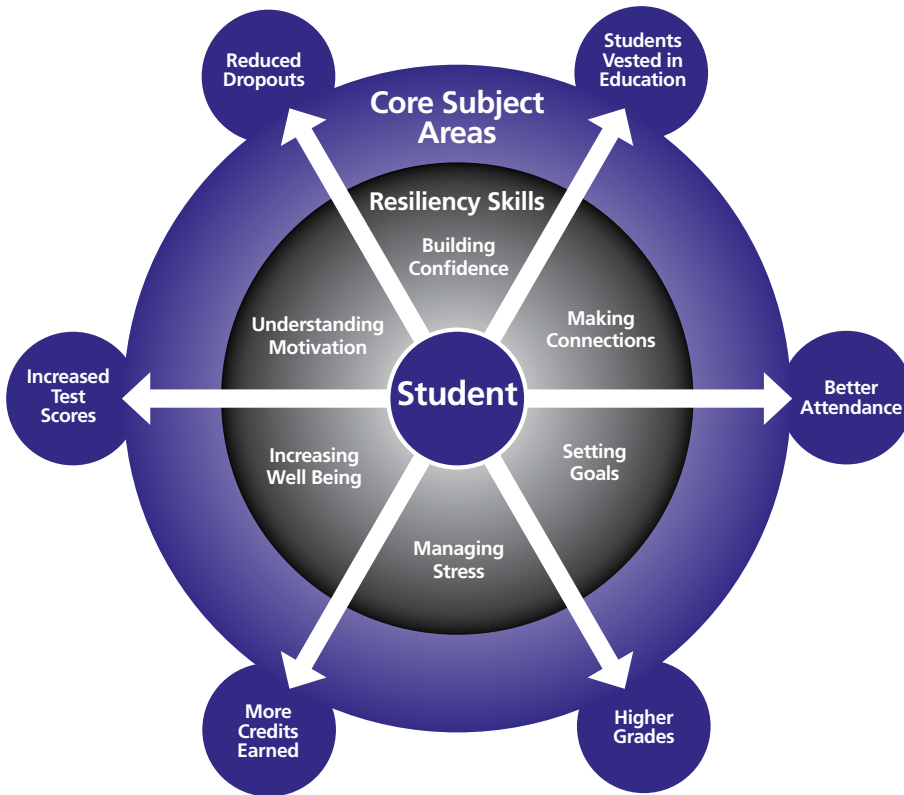 Reduced
Dropouts
Students
Vested in
Education
Core Subject
Areas
Resiliency Skills
Building
Confidence
Understanding
Motivation
Making
Connections
Increased
Test
Scores
Student
Better
Attendance
Increasing
Well Being
Setting
Goals
Managing
Stress
More
Credits
Earned
Higher
Grades